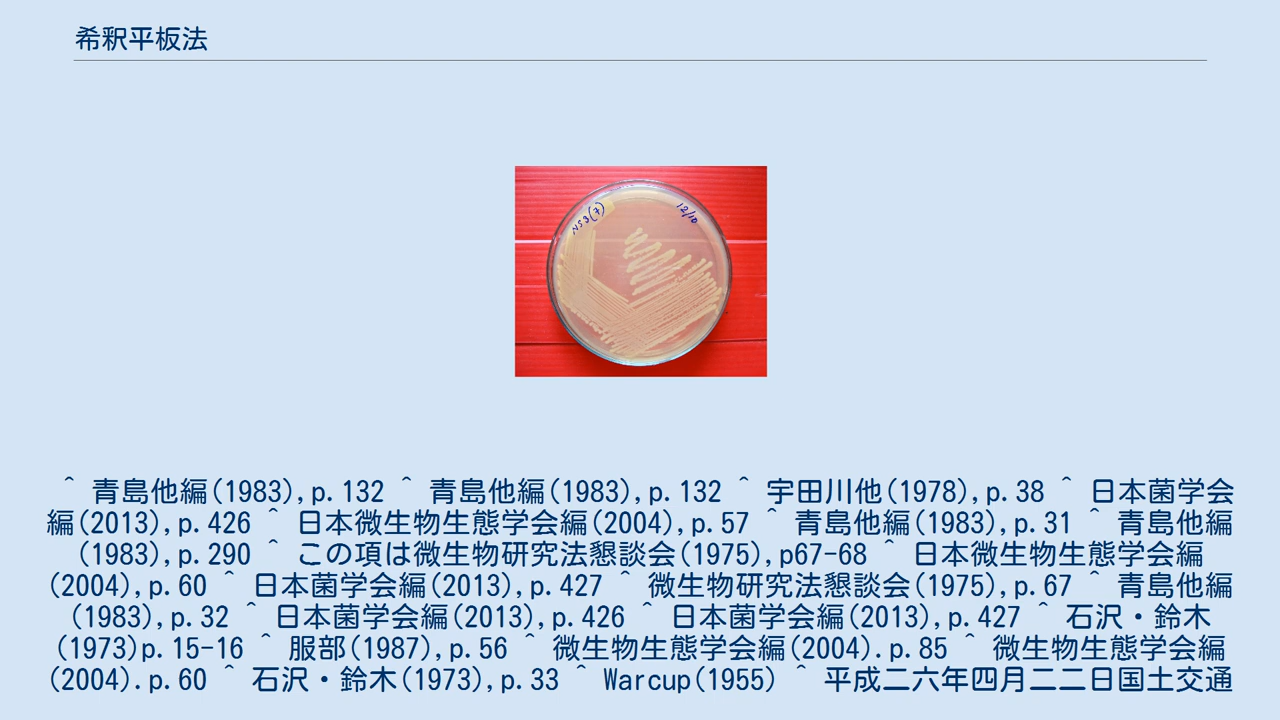 希釈平板法
NS3(7)
12/10
^ 青島他編(1983),p.132 ^ 青島他編(1983),p.132 ^ 宇田川他(1978),p.38 ^ 日本菌学会
編(2013),p.426 ^ 日本微生物生態学会編(2004),p.57 ^ 青島他編(1983),p.31 ^ 青島他編
(1983),p.290 ^ この項は微生物研究法懇談会(1975),p67-68 ^ 日本微生物生態学会編
(2004),p.60 ^ 日本菌学会編(2013),p.427 ^ 微生物研究法懇談会(1975),p.67 ^ 青島他編
(1983),p.32 ^ 日本菌学会編(2013),p.426 ^ 日本菌学会編(2013),p.427 ^ 石沢・鈴木
(1973)p.15-16 ^ 服部(1987),p.56 ^ 微生物生態学会編(2004).p.85 ^ 微生物生態学会編
(2004).p.60 ^ 石沢・鈴木(1973),p.33 ^ Warcup(1955) ^ 平成二六年四月二二日国土交通